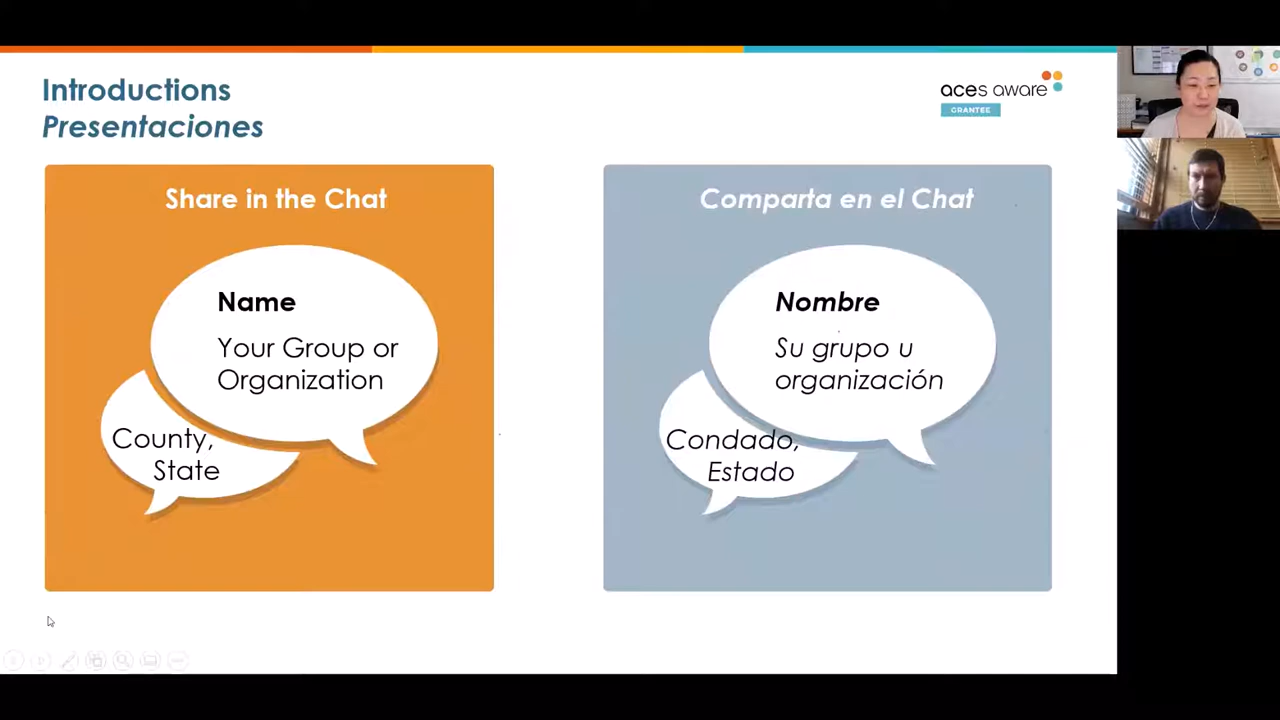 Introductions
Presentaciones
aces aware
GRANTEE
Share in the Chat
Name
Your Group or
Organization
County,
State
Comparta en el Chat
Nombre
Su grupo u
organización
Condado,
Estado